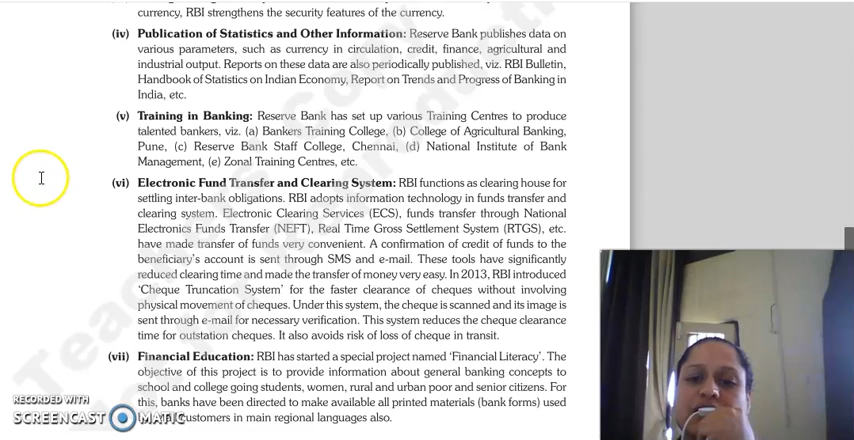 currency, RBI strengthens the security features of the currency.
(iv) Publication of Statistics and Other Information: Reserve Bank publishes data on
various parameters, such as currency in circulation, credit, finance, agricultural and
industrial output. Reports on these data are also periodically published, viz. RBI Bulletin,
Handbook of Statistics on Indian Economy, Report on Trends and Progress of Banking in
India, etc.
(v) Training in Banking: Reserve Bank has set up various Training Centres to produce
talented bankers, viz. (a) Bankers Training College, (b) College of Agricultural Banking,
Pune, (c) Reserve Bank Staff College, Chennai, (d) National Institute of Bank
Management, (e) Zonal Training Centres, etc.
(vi) Electronic Fund Transfer and Clearing System: RBI functions as clearing house for
settling inter-bank obligations. RBI adopts information technology in funds transfer and
clearing system. Electronic Clearing Services (ECS), funds transfer through National
Electronics Funds Transfer (NEFT), Real Time Gross Settlement System (RTGS), etc.
have made transfer of funds very convenient. A confirmation of credit of funds to the
beneficiary's account is sent through SMS and e-mail. These tools have significantly
reduced clearing time and made the transfer of money very easy. In 2013, RBI introduced
'Cheque Truncation System' for the faster clearance of cheques without involving
physical movement of cheques. Under this system, the cheque is scanned and its image is
sent through e-mail for necessary verification. This system reduces the cheque clearance
time for outstation cheques. It also avoids risk of loss of cheque in transit.
(vii) Financial Education: RBI has started a special project named 'Financial Literacy'. The
objective of this project is to provide information about general banking concepts to
school and college going students, women, rural and urban poor and senior citizens. For
this, banks have been directed to make available all printed materials (bank forms) used
customers in main regional languages also.
RECORDED WITH
SCREENCAST MATIC